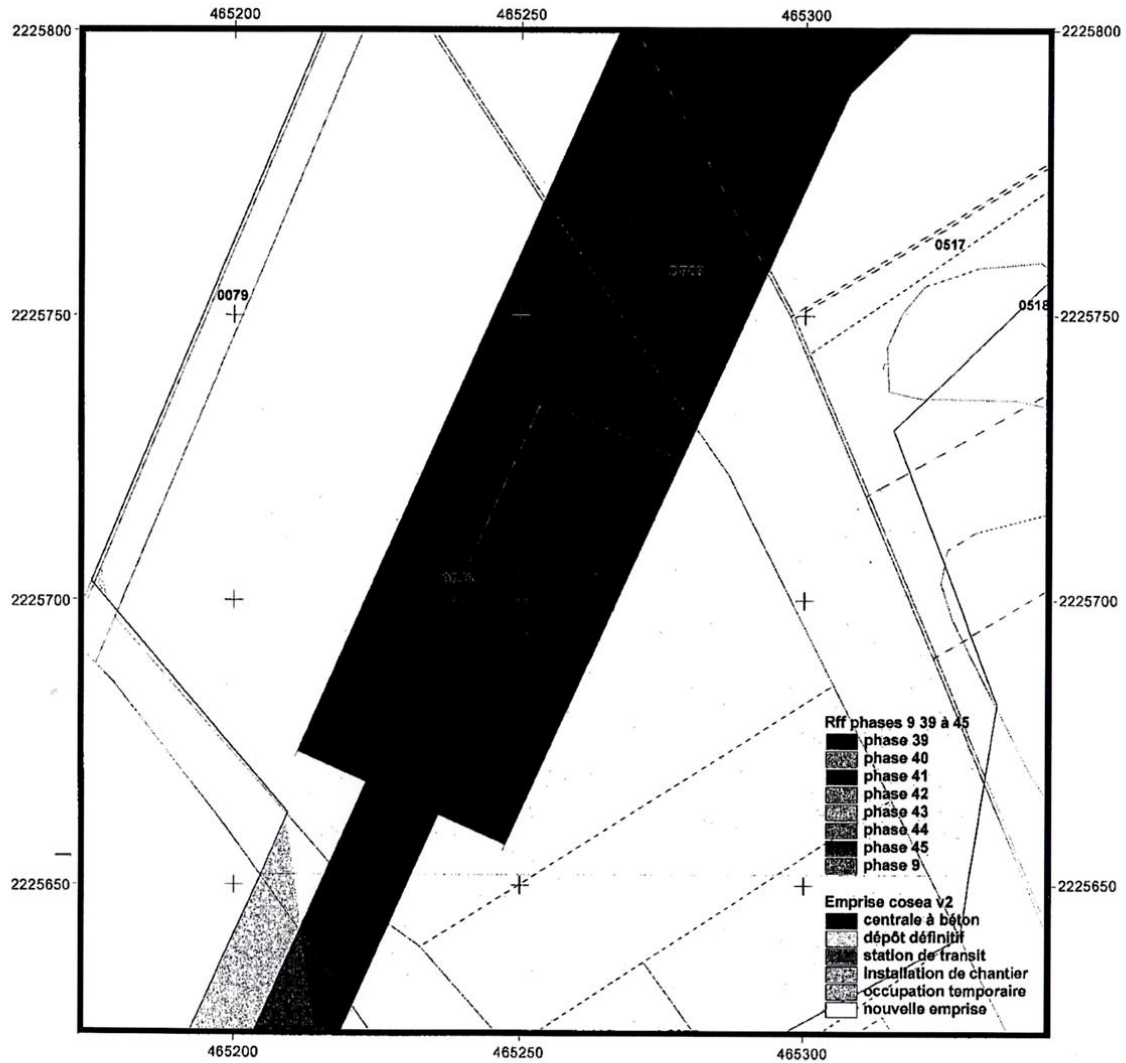 465200 465250 465300
2225800 2225800
0517
0079
0518
2225750 2225750
2225700 2225700
Rff phases 9 39 à 45
phase 39
phase 40
phase 41
phase 42
phase 43
phase 44
phase 45
phase 9
2225650 2225650
Emprise cosea v2
centrale à béton
dépôt définitif
station de transit
installation de chantier
occupation temporaire
nouvelle emprise
465200 465250 465300